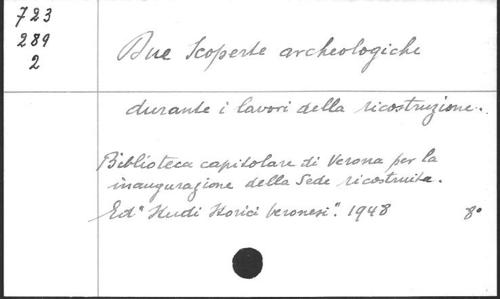 723
289
2
Due Scoperte archeologiche
durante i lavori della ricostruzione.
Biblioteca capitolare di Verona per la
inaugurazione della Sede ricostruita.
Ed "Studi Storici Veronesi". 1948 8°